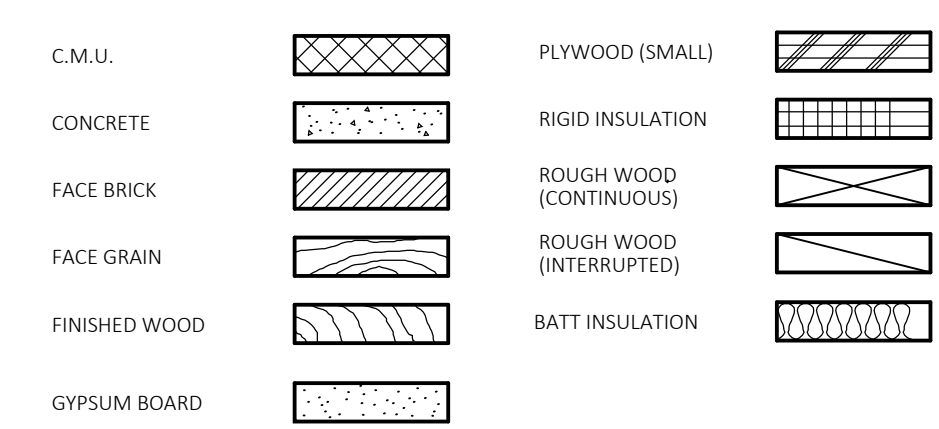 C.M.U.
CONCRETE
FACE BRICK
FACE GRAIN
FINISHED WOOD
GYPSUM BOARD
PLYWOOD (SMALL)
RIGID INSULATION
ROUGH WOOD
(CONTINUOUS)
ROUGH WOOD
(INTERRUPTED)
BATT INSULATION